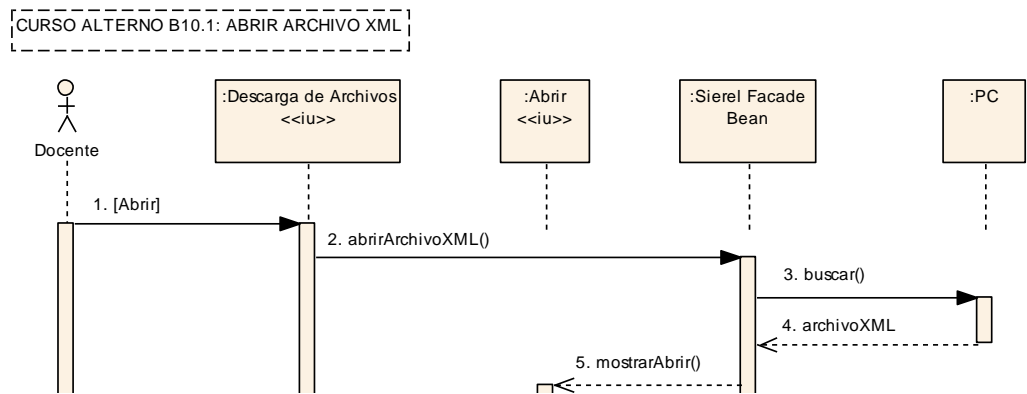 CURSO ALTERNO B10.1: ABRIR ARCHIVO XML
:Descarga de Archivos
<<iu>>
:Abrir
<<iu>>
:Sierel Facade
Bean
:PC
Docente
1. [Abrir]
2. abrirArchivoXML()
3. buscar()
4. archivoXML
5. mostrarAbrir()